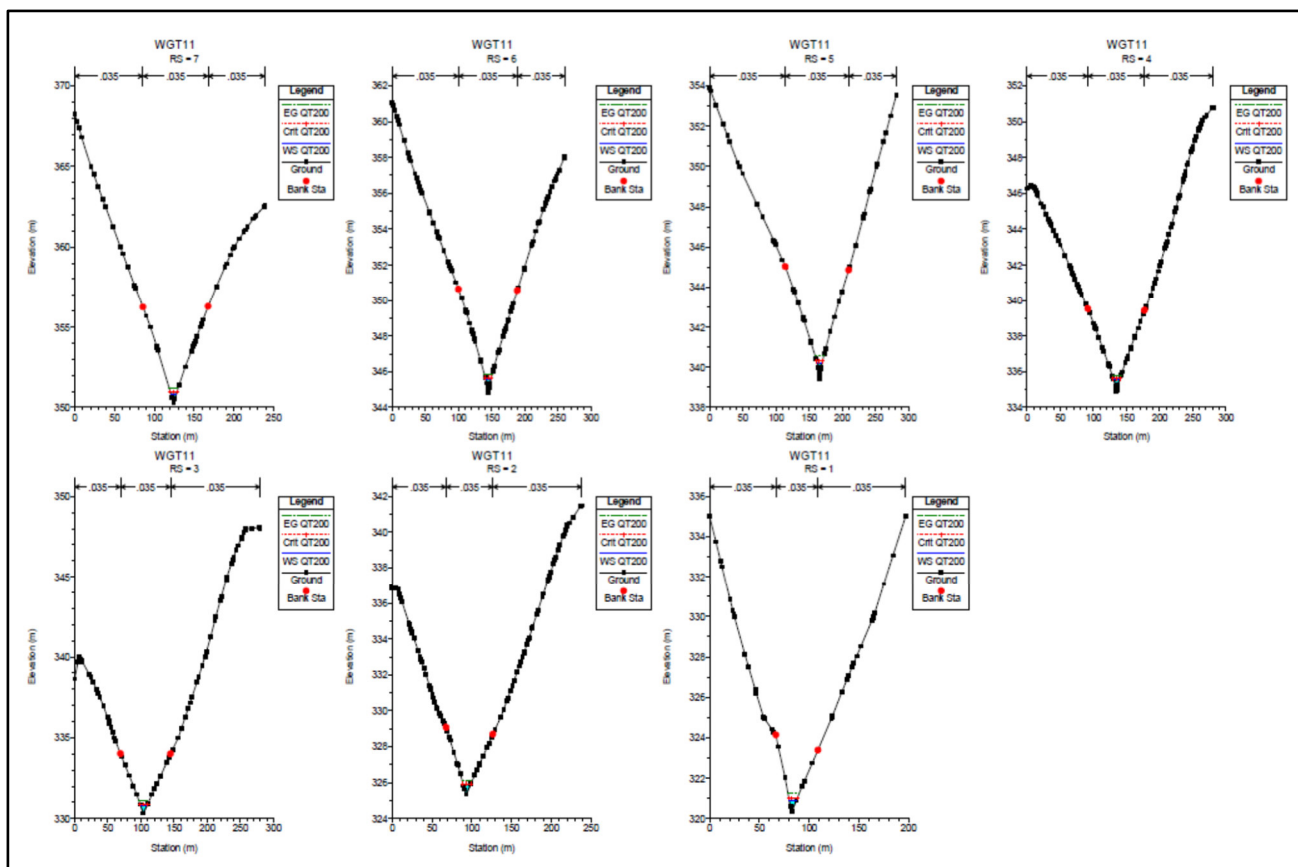 WGT11
RS = 7
.035 .035 .035
370
365
360
355
350
0 50 100 150 200 250
Elevation (m)
Station (m)
Legend
EG QT200
Crit QT200
WS QT200
Ground
Bank Sta
WGT11
RS = 6
.035 .035 .035
362
360
358
356
354
352
350
348
346
344
0 50 100 150 200 250 300
Elevation (m)
Station (m)
Legend
EG QT200
Crit QT200
WS QT200
Ground
Bank Sta
WGT11
RS = 5
.035 .035 .035
354
352
350
348
346
344
342
340
338
0 50 100 150 200 250 300
Elevation (m)
Station (m)
Legend
EG QT200
Crit QT200
WS QT200
Ground
Bank Sta
WGT11
RS = 4
.035 .035 .035
352
350
348
346
344
342
340
338
336
334
0 50 100 150 200 250 300
Elevation (m)
Station (m)
Legend
EG QT200
Crit QT200
WS QT200
Ground
Bank Sta
WGT11
RS = 3
.035 .035 .035
350
345
340
335
330
0 50 100 150 200 250 300
Elevation (m)
Station (m)
Legend
EG QT200
Crit QT200
WS QT200
Ground
Bank Sta
WGT11
RS = 2
.035 .035 .035
342
340
338
336
334
332
330
328
326
324
0 50 100 150 200 250
Elevation (m)
Station (m)
Legend
EG QT200
Crit QT200
WS QT200
Ground
Bank Sta
WGT11
RS = 1
.035 .035 .035
336
334
332
330
328
326
324
322
320
0 50 100 150 200
Elevation (m)
Station (m)
Legend
EG QT200
Crit QT200
WS QT200
Ground
Bank Sta